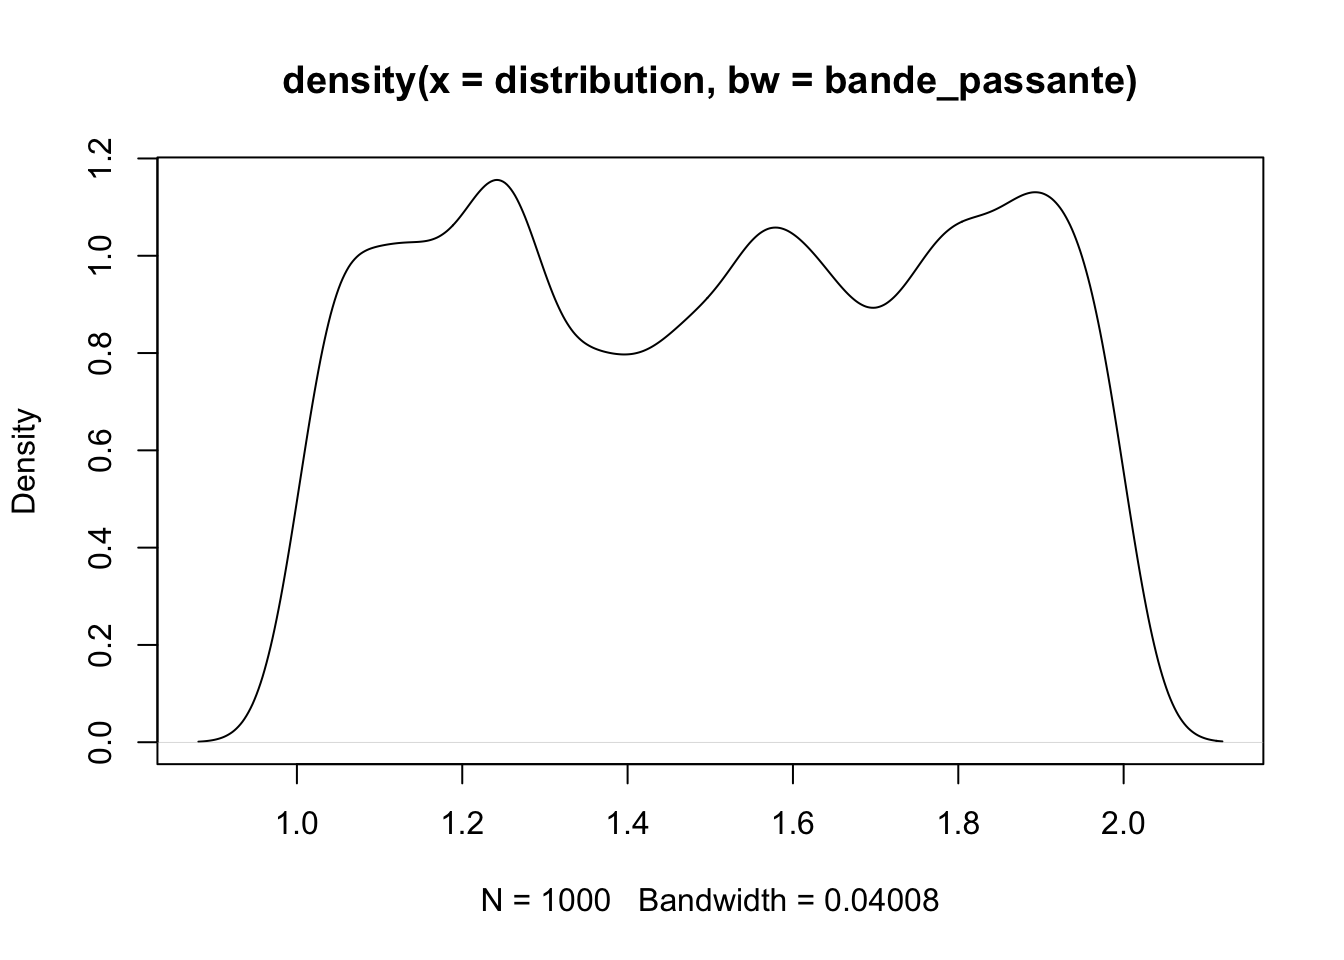 density(x = distribution, bw = bande_passante)
Density
1.2
1.0
0.8
0.6
0.4
0.2
0.0
1.0 1.2 1.4 1.6 1.8 2.0
N = 1000 Bandwidth = 0.04008